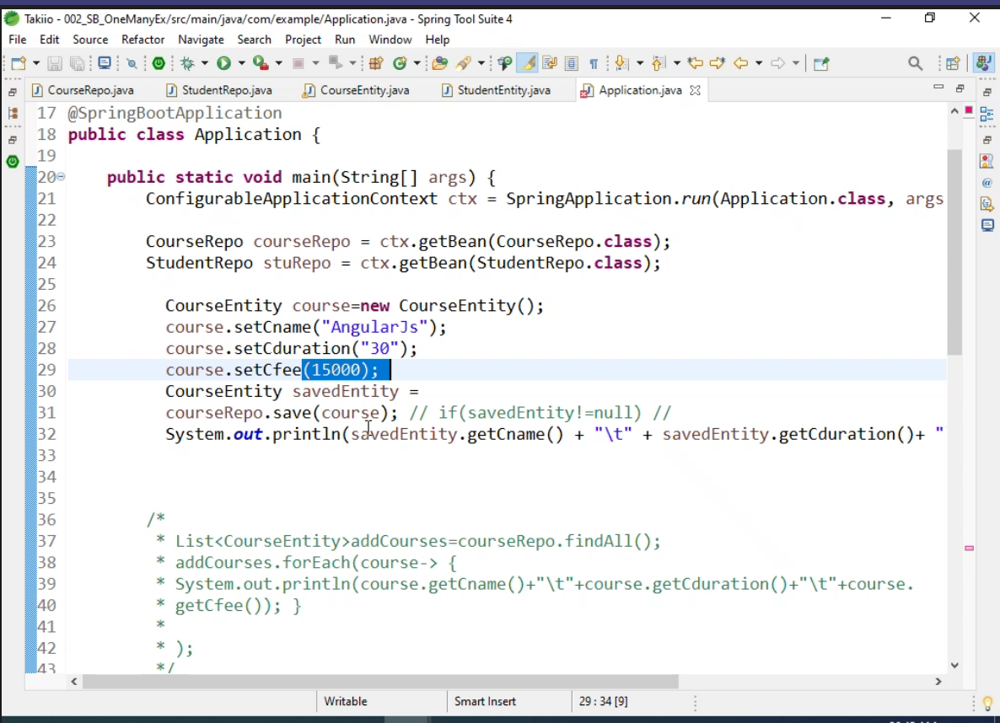 Takiio - 002_SB_OneManyEx/src/main/java/com/example/Application.java - Spring Tool Suite 4
File Edit Source Refactor Navigate Search Project Run Window Help
CourseRepo.java StudentRepo.java CourseEntity.java StudentEntity.java Application.java
17 @SpringBootApplication
18 public class Application {
19
20 public static void main(String[] args) {
21 ConfigurableApplicationContext ctx = SpringApplication.run(Application.class, args
22
23 CourseRepo courseRepo = ctx.getBean(CourseRepo.class);
24 StudentRepo stuRepo = ctx.getBean(StudentRepo.class);
25
26 CourseEntity course=new CourseEntity();
27 course.setCname("AngularJs");
28 course.setCduration("30");
29 course.setCfee(15000);
30 CourseEntity savedEntity =
31 courseRepo.save(course); // if(savedEntity!=null) //
32 System.out.println(savedEntity.getCname() + "\t" + savedEntity.getCduration()+ "
33
34
35
36 /*
37 * List<CourseEntity>addCourses=courseRepo.findAll();
38 * addCourses.forEach(course-> {
39 * System.out.println(course.getCname()+"\t"+course.getCduration()+"\t"+course.
40 * getCfee()); }
41 *
42 * );
43 */
Writable Smart Insert 29 : 34 [9]